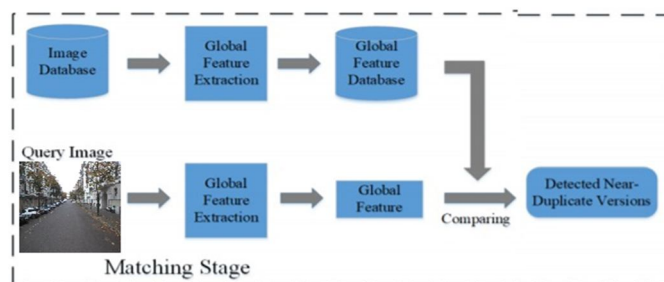 Image
Database
Global
Feature
Extraction
Global
Feature
Database
Query Image
Global
Feature
Extraction
Global
Feature
Comparing
Detected Near-
Duplicate Versions
Matching Stage